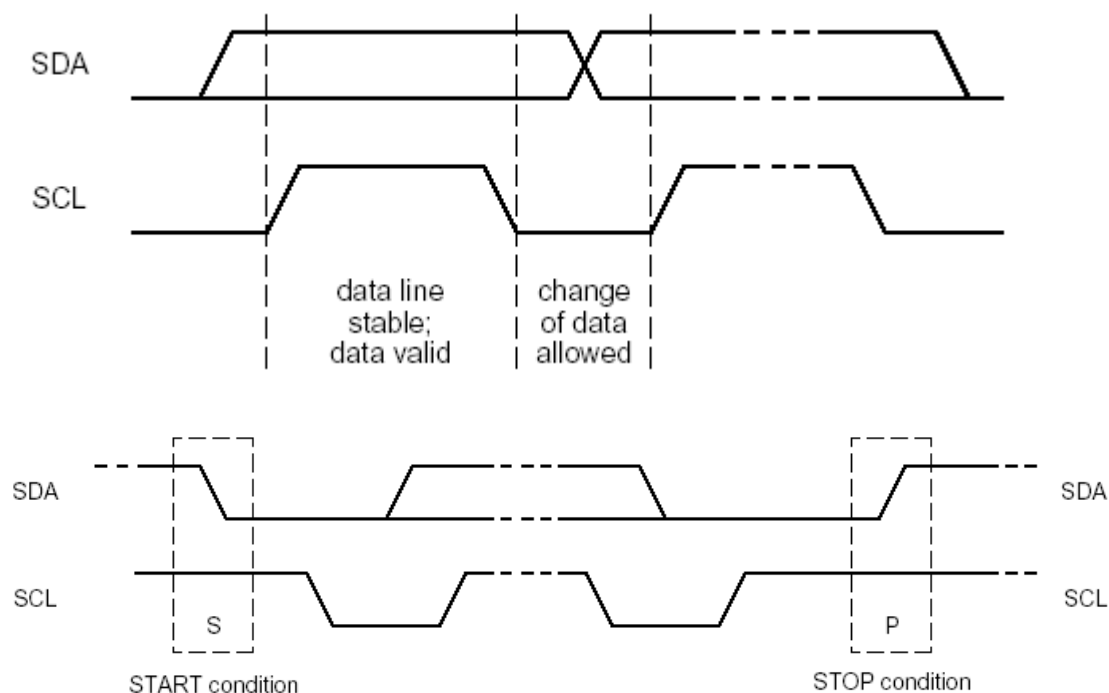 SDA
SCL
data line
stable;
data valid
change
of data
allowed
SDA
SDA
SCL
SCL
S
P
START condition
STOP condition